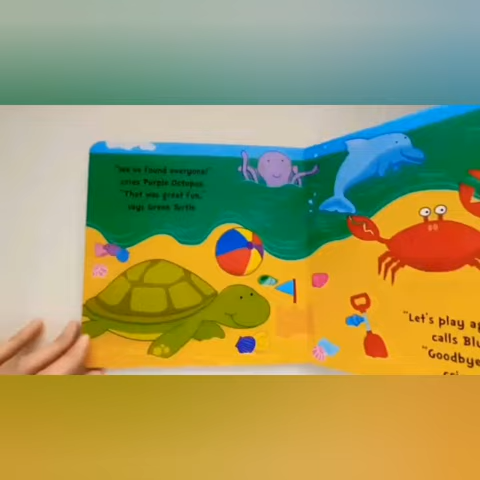 "We've found everyone!"
cries Purple Octopus.
"That was great fun,"
says Green Turtle.
"Let's play ag
calls Blu
"Goodbye